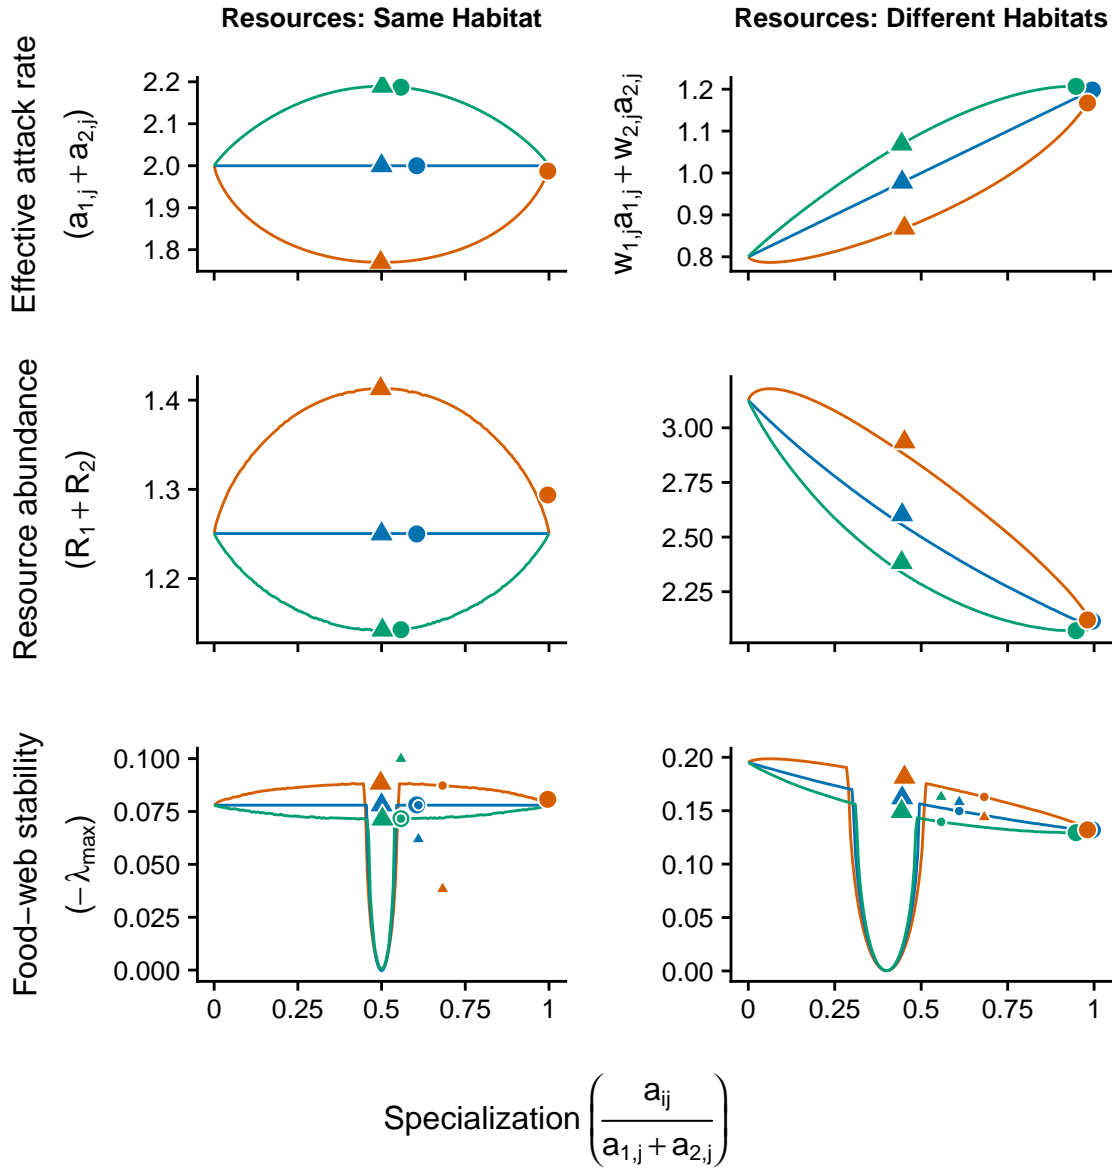 Resources: Same Habitat
Resources: Different Habitats
Effective attack rate
(a1,j + a2,j)
2.2
2.1
2.0
1.9
1.8
0 0.25 0.5 0.75 1
w1,ja1,j + w2,ja2,j
1.2
1.1
1.0
0.9
0.8
Resource abundance
(R1 + R2)
1.4
1.3
1.2
3.00
2.75
2.50
2.25
Food−web stability
(− λmax)
0.100
0.075
0.050
0.025
0.000
0.20
0.15
0.10
0.05
0.00
0 0.25 0.5 0.75 1
Specialization (aij / a1,j + a2,j)